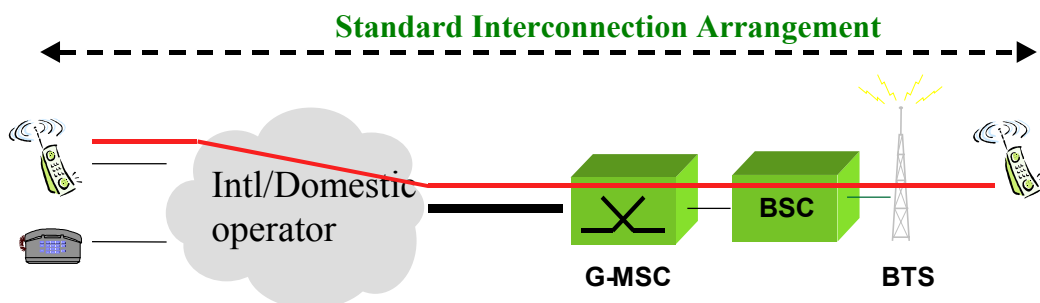 Standard Interconnection Arrangement
Intl/Domestic
operator
BSC
G-MSC
BTS